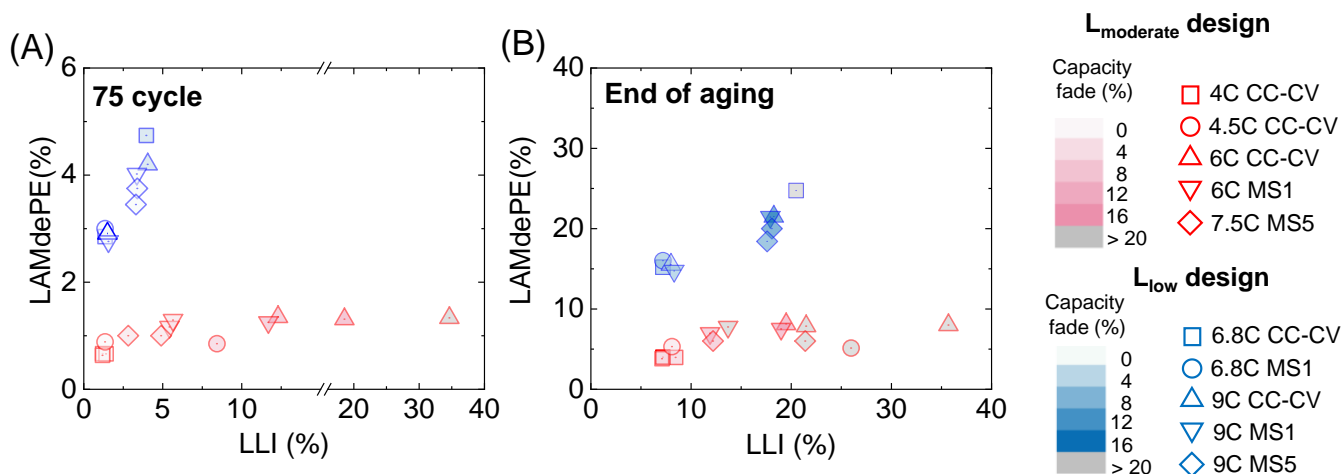 (A)
75 cycle
LAMdePE(%)
6
4
2
0
0
5
10
20
30
40
LLI (%)
(B)
End of aging
LAMdePE(%)
40
30
20
10
0
0
10
20
30
40
LLI (%)
Lmoderate design
Capacity
fade (%)
0
4
8
12
16
> 20
4C CC-CV
4.5C CC-CV
6C CC-CV
6C MS1
7.5C MS5
Llow design
Capacity
fade (%)
0
4
8
12
16
> 20
6.8C CC-CV
6.8C MS1
9C CC-CV
9C MS1
9C MS5